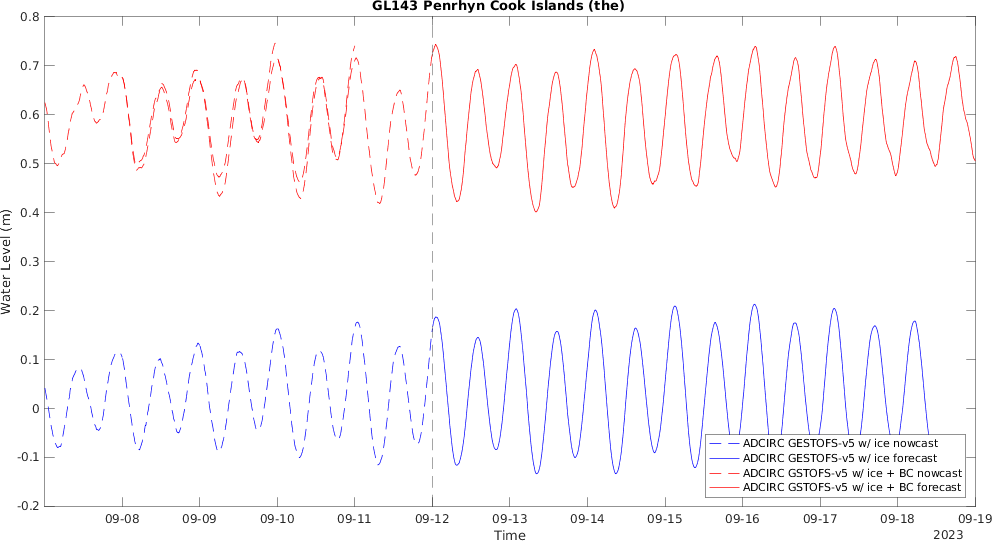 GL143 Penrhyn Cook Islands (the)
0.8
0.7
0.6
0.5
0.4
0.3
0.2
0.1
0
-0.1
-0.2
Water Level (m)
ADCIRC GESTOFS-v5 w/ ice nowcast
ADCIRC GESTOFS-v5 w/ ice forecast
ADCIRC GSTOFS-v5 w/ ice + BC nowcast
ADCIRC GSTOFS-v5 w/ ice + BC forecast
09-08 09-09 09-10 09-11 09-12 09-13 09-14 09-15 09-16 09-17 09-18 09-19
Time
2023